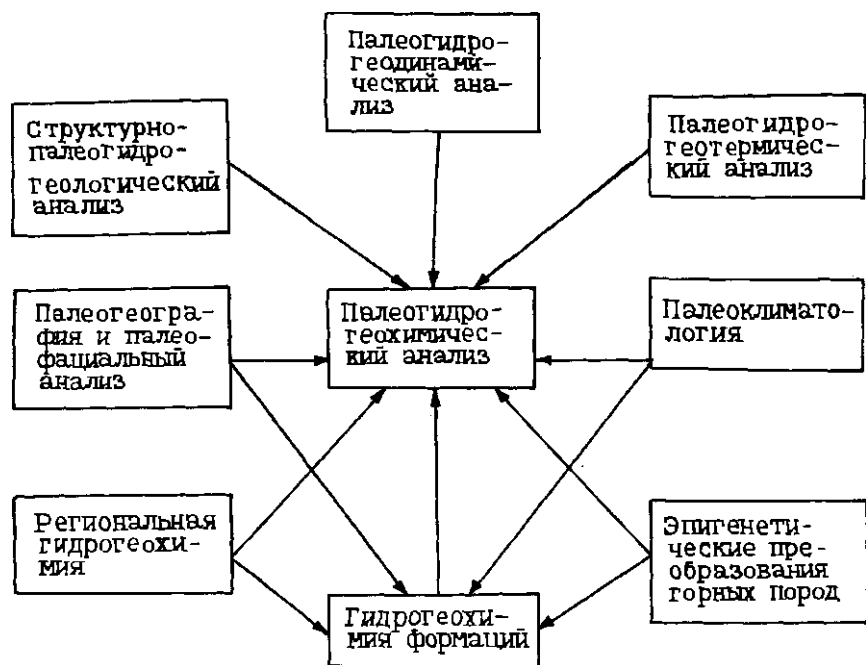 Палеогидро-
геодинами-
ческий ана-
лиз
Структурно-
палеогидро-
геологический
анализ
Палеогидро-
геотермичес-
кий анализ
Палеогеогра-
фия и палео-
фациальный
анализ
Палеогидро-
геохимичес-
кий анализ
Палеоклимато-
логия
Региональная
гидрогеохи-
мия
Эпигенети-
ческие пре-
образования
горных пород
Гидрогеохи-
мия формаций